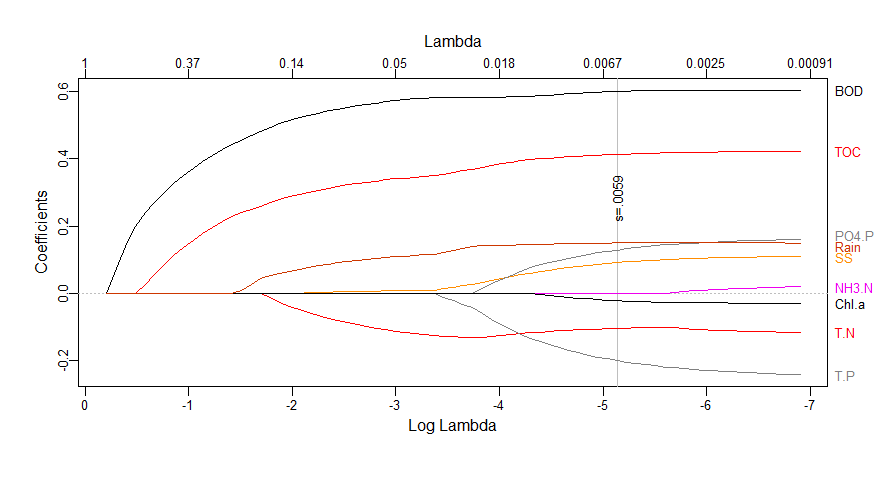 Lambda
1 0.37 0.14 0.05 0.018 0.0067 0.0025 0.00091
Coefficients
0.6
0.4
0.2
0.0
-0.2
s=.0059
BOD
TOC
PO4.P
Rain
SS
NH3.N
Chl.a
T.N
T.P
0 -1 -2 -3 -4 -5 -6 -7
Log Lambda